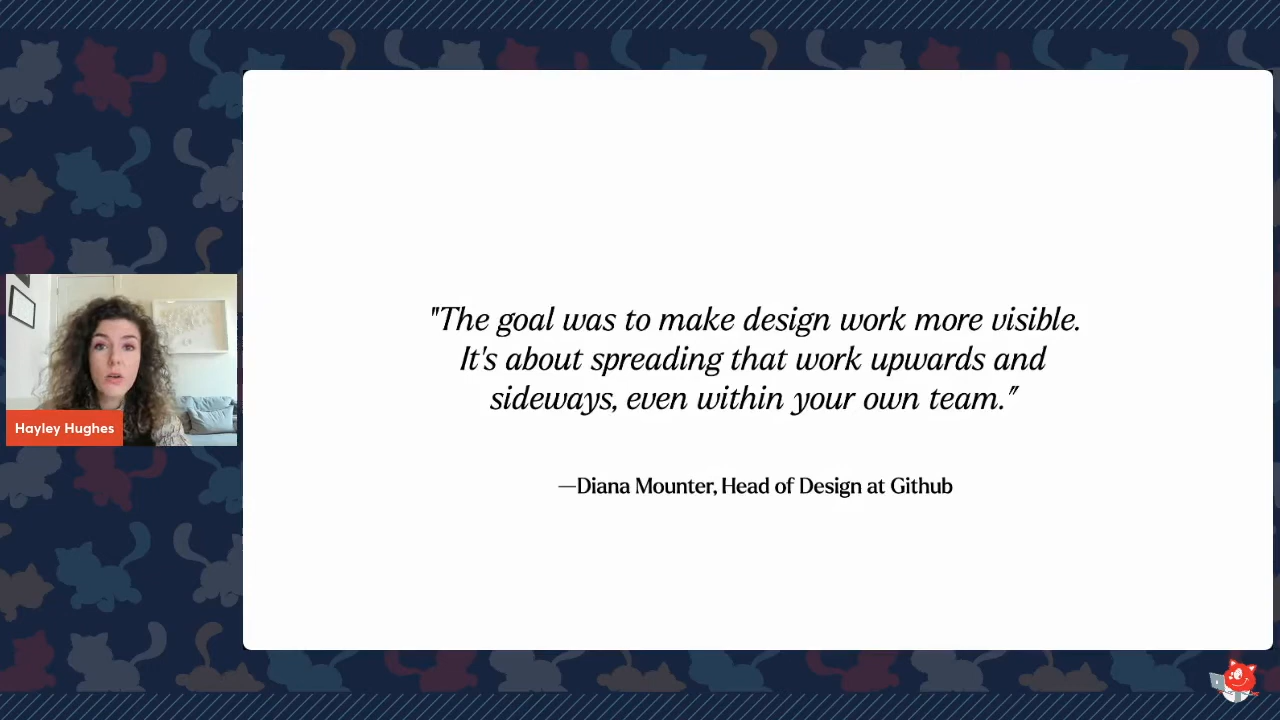 "The goal was to make design work more visible.
It's about spreading that work upwards and
sideways, even within your own team."
—Diana Mounter, Head of Design at Github
Hayley Hughes